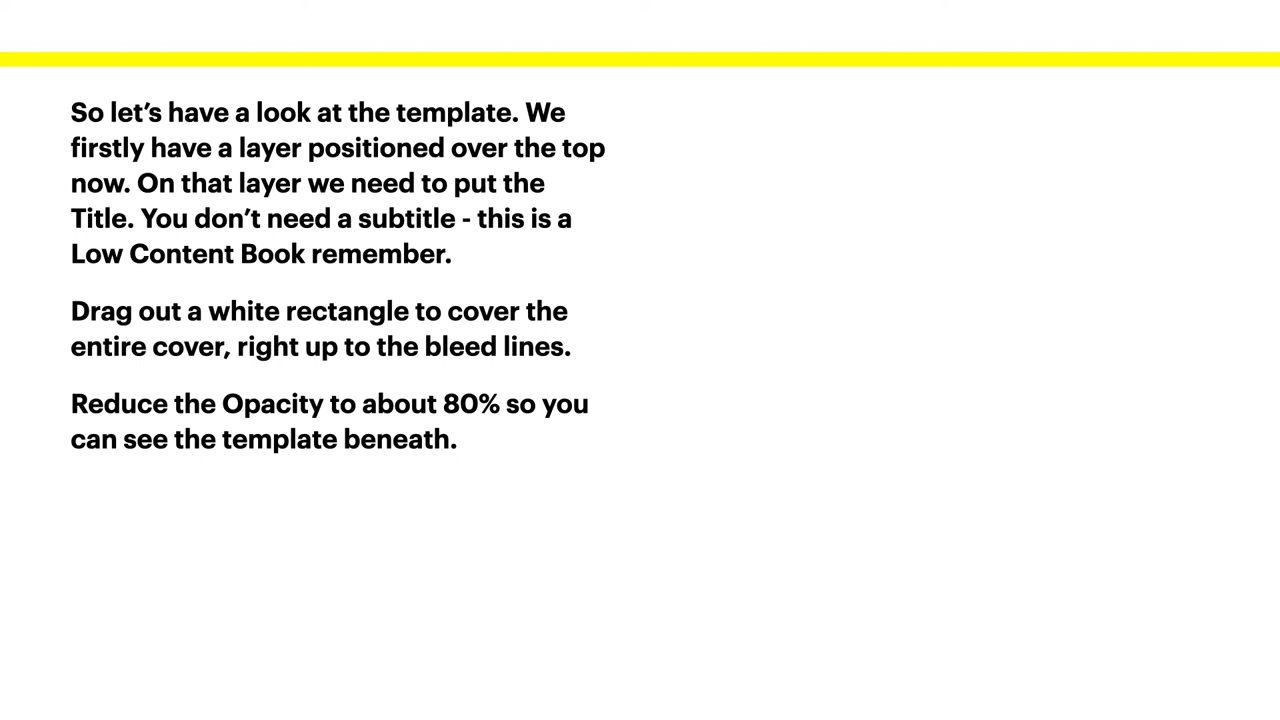 So let’s have a look at the template. We
firstly have a layer positioned over the top
now. On that layer we need to put the
Title. You don’t need a subtitle - this is a
Low Content Book remember.
Drag out a white rectangle to cover the
entire cover, right up to the bleed lines.
Reduce the Opacity to about 80% so you
can see the template beneath.